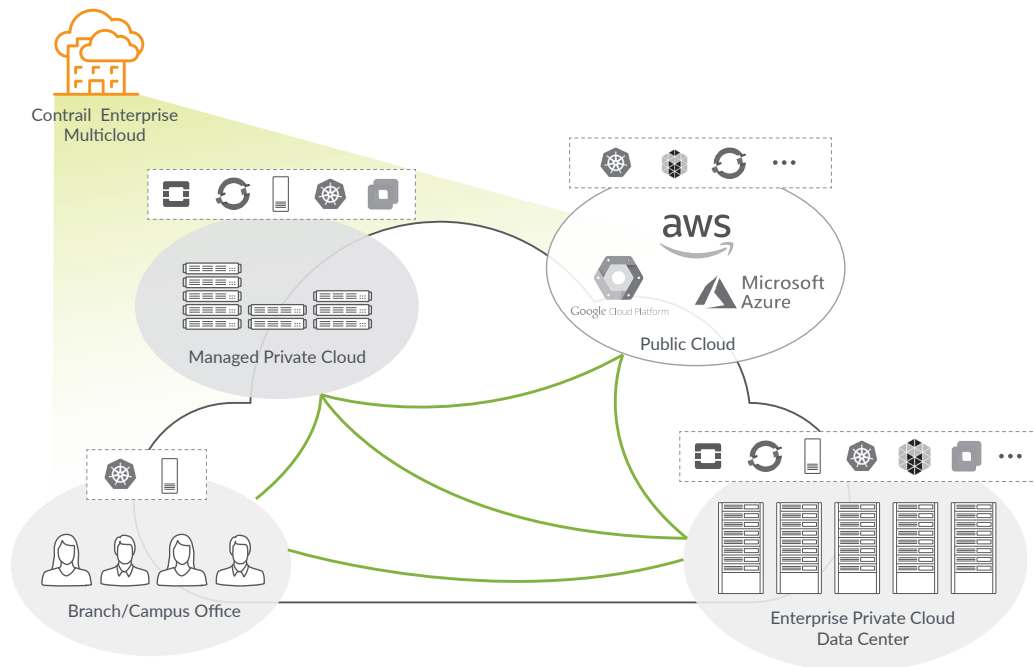 Contrail Enterprise
Multicloud
aws
Microsoft
Azure
Google Cloud Platform
Public Cloud
Managed Private Cloud
Branch/Campus Office
Enterprise Private Cloud
Data Center